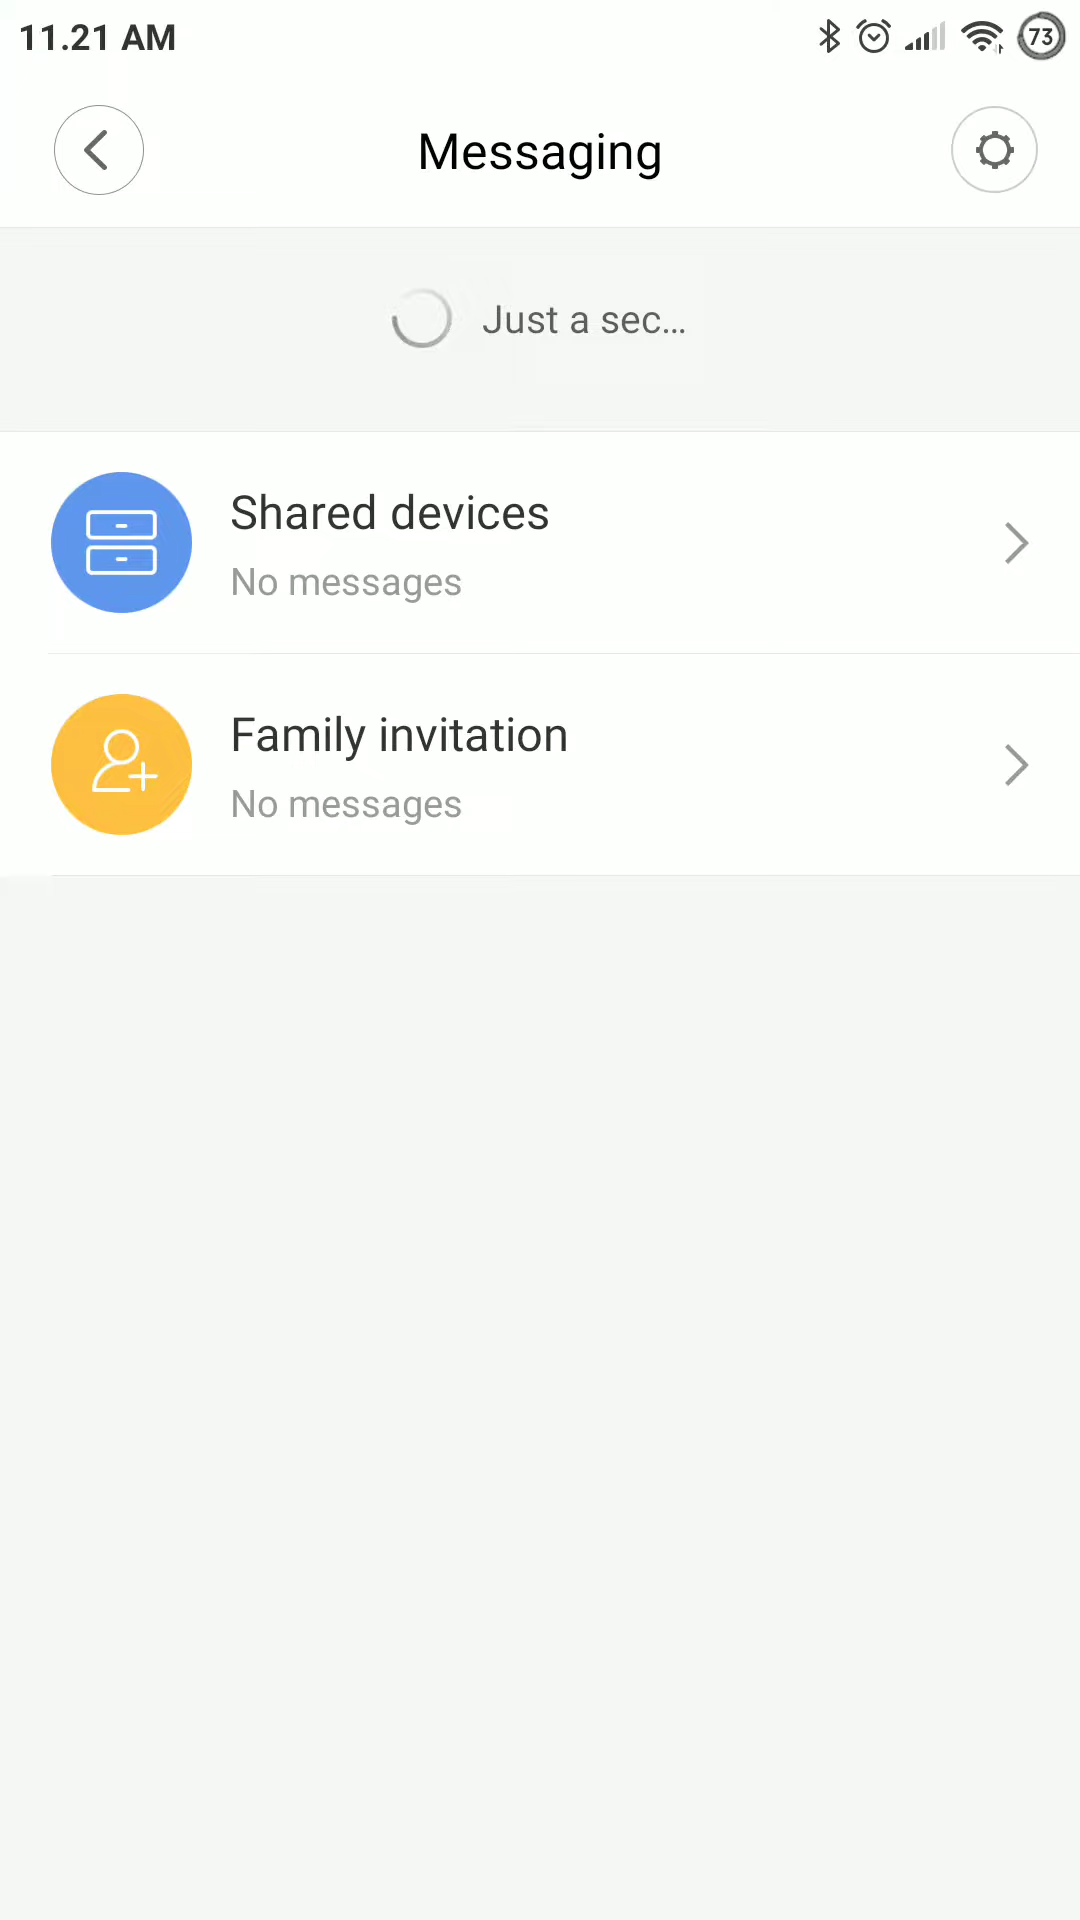 11.21 AM
73
Messaging
Just a sec...
Shared devices
No messages
Family invitation
No messages